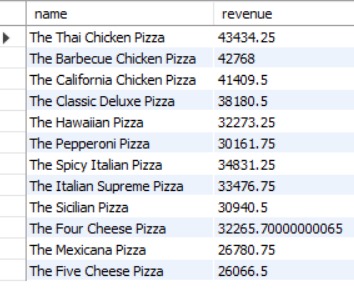 name revenue
The Thai Chicken Pizza 43434.25
The Barbecue Chicken Pizza 42768
The California Chicken Pizza 41409.5
The Classic Deluxe Pizza 38180.5
The Hawaiian Pizza 32273.25
The Pepperoni Pizza 30161.75
The Spicy Italian Pizza 34831.25
The Italian Supreme Pizza 33476.75
The Sicilian Pizza 30940.5
The Four Cheese Pizza 32265.70000000065
The Mexicana Pizza 26780.75
The Five Cheese Pizza 26066.5